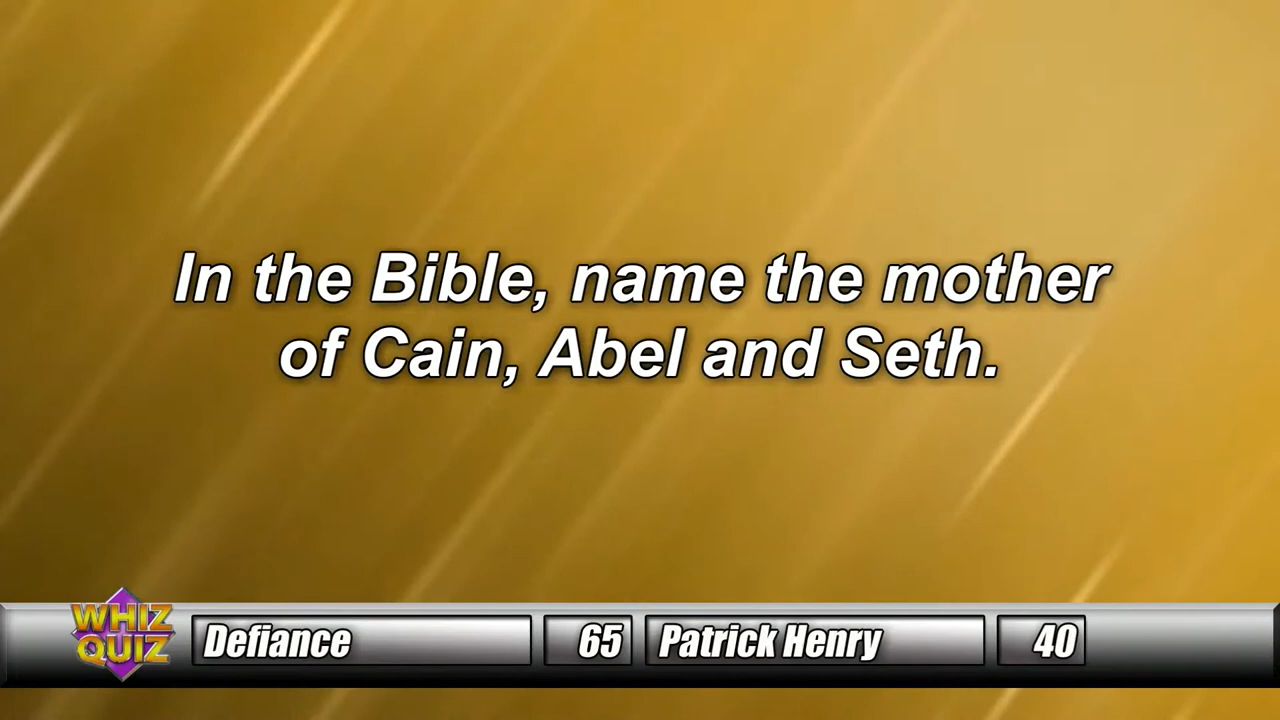 In the Bible, name the mother
of Cain, Abel and Seth.
WHIZ
QUIZ
Defiance 65 Patrick Henry 40